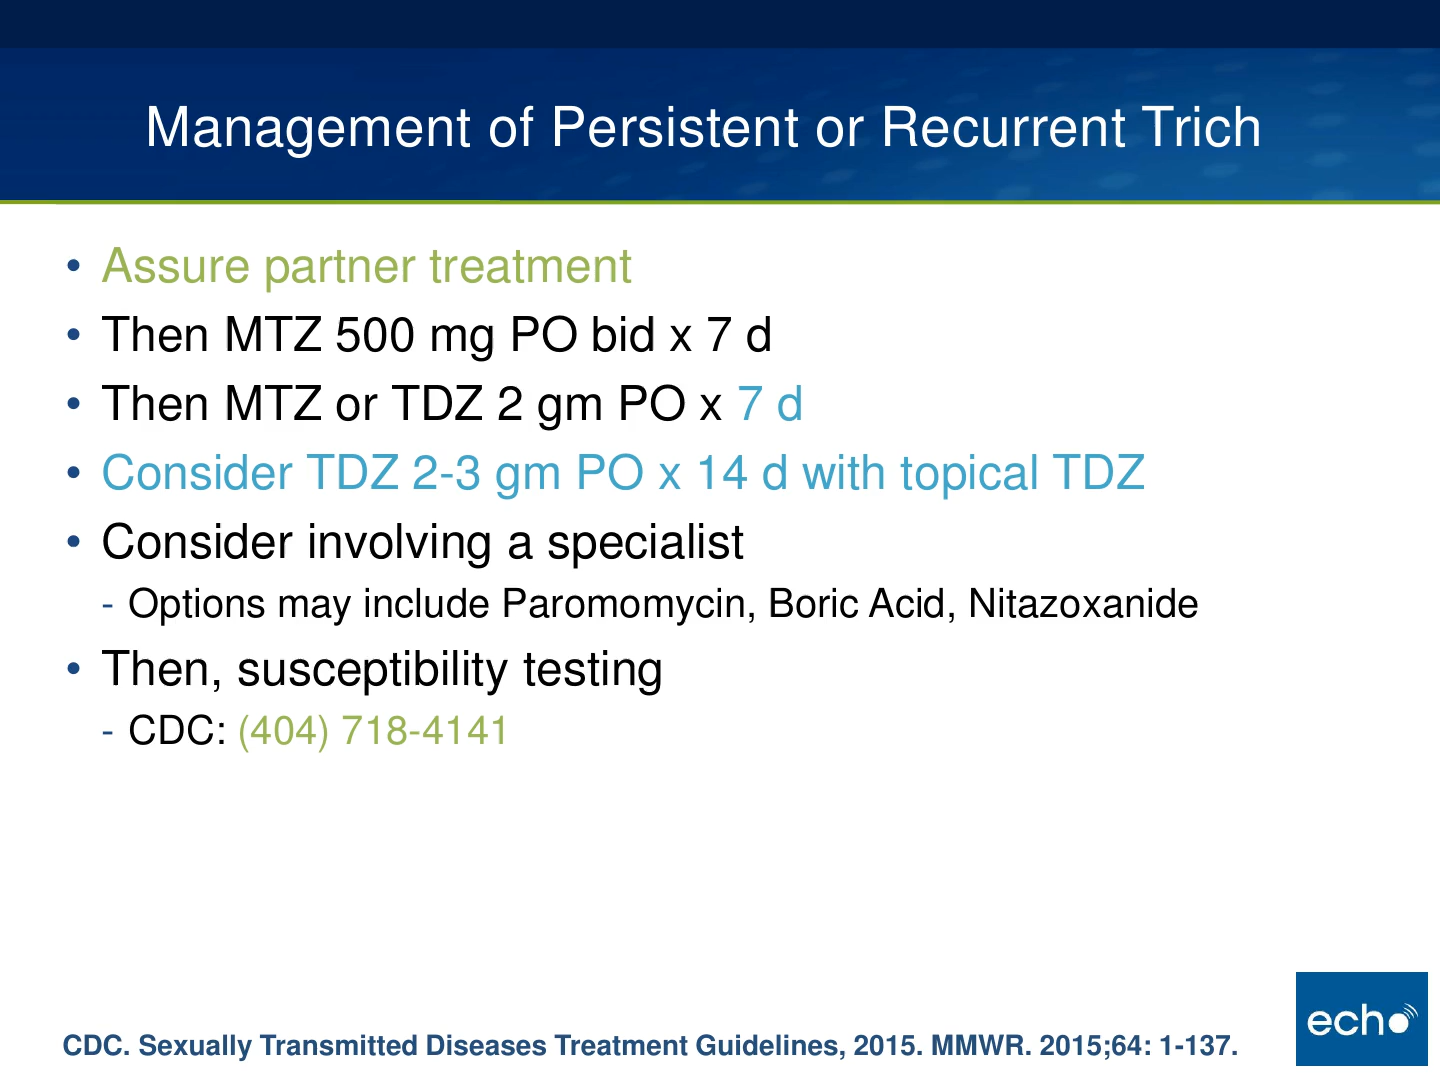 Management of Persistent or Recurrent Trich
• Assure partner treatment
• Then MTZ 500 mg PO bid x 7 d
• Then MTZ or TDZ 2 gm PO x 7 d
• Consider TDZ 2-3 gm PO x 14 d with topical TDZ
• Consider involving a specialist
- Options may include Paromomycin, Boric Acid, Nitazoxanide
• Then, susceptibility testing
- CDC: (404) 718-4141
CDC. Sexually Transmitted Diseases Treatment Guidelines, 2015. MMWR. 2015;64: 1-137.
echo